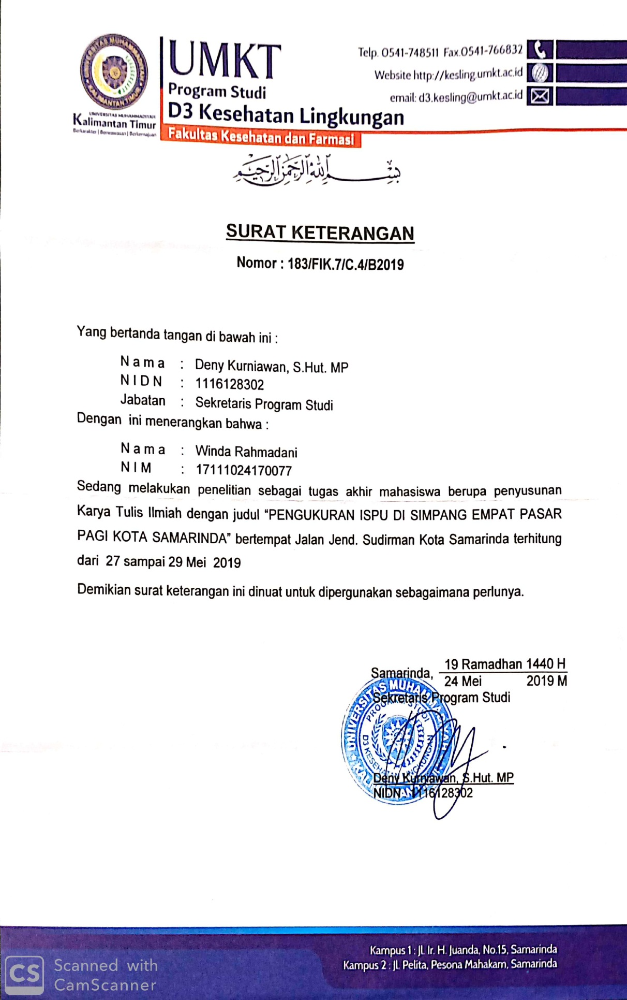 UNIVERSITAS MUHAMMADIYAH
KALIMANTAN TIMUR
UNIVERSITAS MUHAMMADIYAH
Kalimantan Timur
Berkarakter | Berwawasan | Berkemajuan
UMKT
Program Studi
D3 Kesehatan Lingkungan
Fakultas Kesehatan dan Farmasi
Telp. 0541-748511 Fax.0541-766832
Website http://kesling.umkt.ac.id
email: d3.kesling@umkt.ac.id
بِسْمِ اللهِ الرَّحْمٰنِ الرَّحِيْمِ
SURAT KETERANGAN
Nomor : 183/FIK.7/C.4/B2019
Yang bertanda tangan di bawah ini :
N a m a : Deny Kurniawan, S.Hut. MP
N I D N : 1116128302
Jabatan : Sekretaris Program Studi
Dengan ini menerangkan bahwa :
N a m a : Winda Rahmadani
N I M : 17111024170077
Sedang melakukan penelitian sebagai tugas akhir mahasiswa berupa penyusunan
Karya Tulis Ilmiah dengan judul “PENGUKURAN ISPU DI SIMPANG EMPAT PASAR
PAGI KOTA SAMARINDA” bertempat Jalan Jend. Sudirman Kota Samarinda terhitung
dari 27 sampai 29 Mei 2019
Demikian surat keterangan ini dinuat untuk dipergunakan sebagaimana perlunya.
Samarinda, 19 Ramadhan 1440 H
24 Mei 2019 M
Sekretaris Program Studi
UNIVERSITAS MUHAMMADIYAH
PROGRAM STUDI
D3 KESEHATAN LINGKUNGAN
Deny Kurniawan, S.Hut. MP
NIDN 1116128302
Kampus 1 : Jl. Ir. H. Juanda, No.15, Samarinda
Kampus 2 : Jl. Pelita, Pesona Mahakam, Samarinda
CS
Scanned with
CamScanner